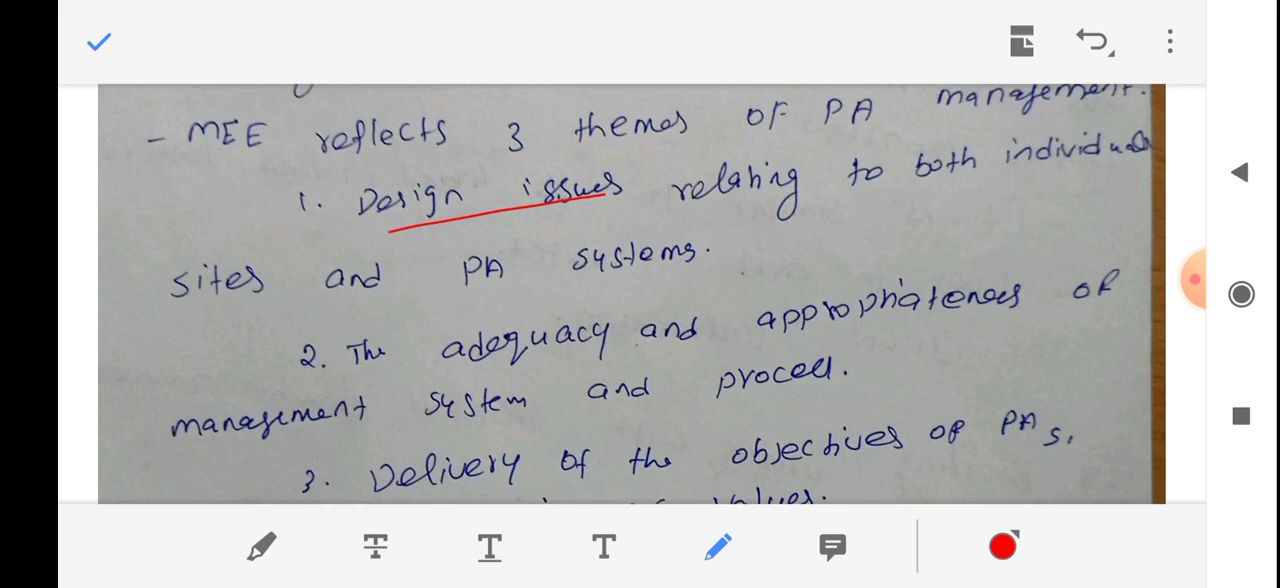 - MEE reflects 3 themes of PA management.
1. Design issues relating to both individual
sites and PA systems.
2. The adequacy and appropriateness of
management system and process.
3. Delivery of the objectives of PAs.
values.